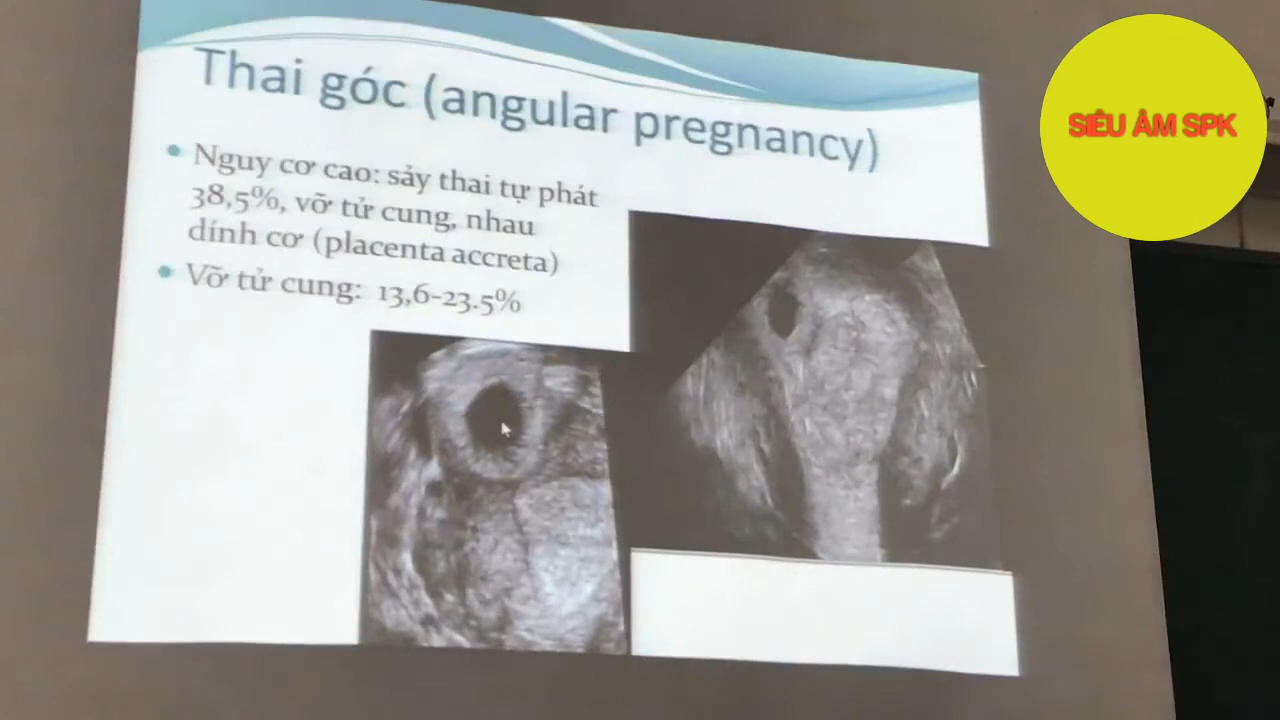 Thai góc (angular pregnancy)
Nguy cơ cao: sảy thai tự phát
38,5%, vỡ tử cung, nhau
dính cơ (placenta accreta)
Vỡ tử cung: 13,6-23.5%
SIÊU ÂM SPK